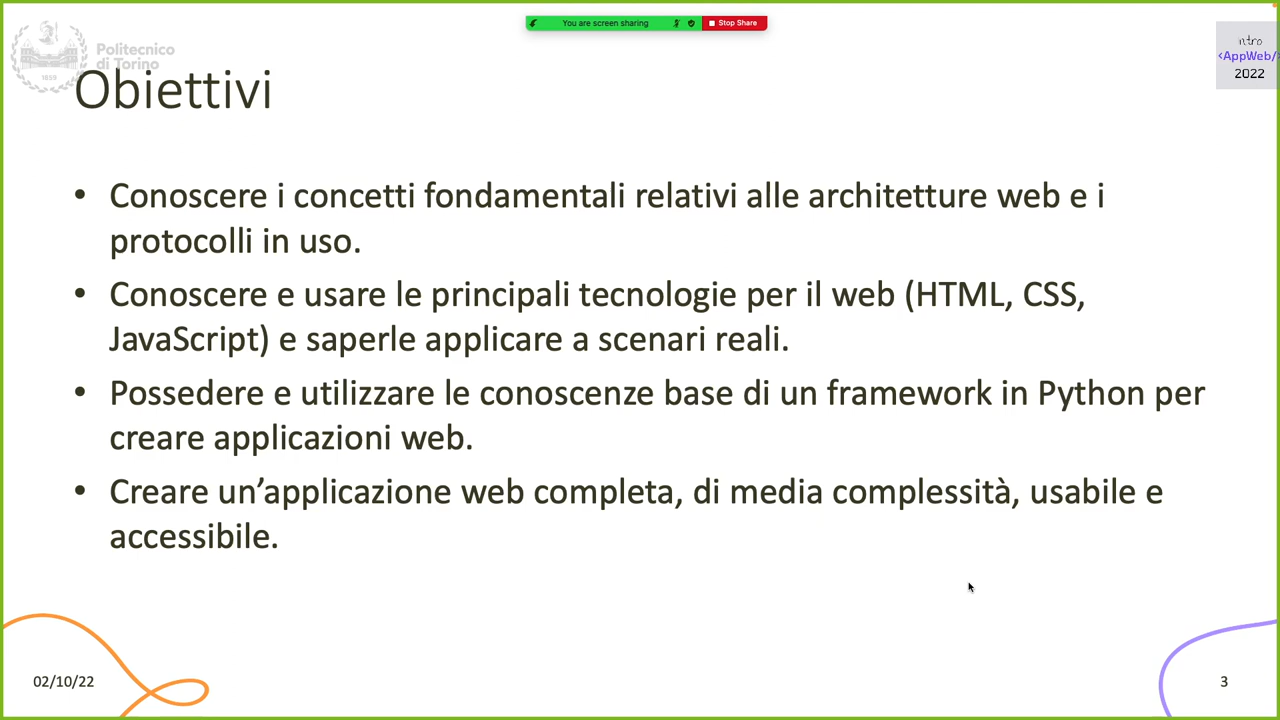 You are screen sharing
Stop Share
Politecnico
di Torino
1859
Intro
<AppWeb/>
2022
Obiettivi
• Conoscere i concetti fondamentali relativi alle architetture web e i
protocolli in uso.
• Conoscere e usare le principali tecnologie per il web (HTML, CSS,
JavaScript) e saperle applicare a scenari reali.
• Possedere e utilizzare le conoscenze base di un framework in Python per
creare applicazioni web.
• Creare un’applicazione web completa, di media complessità, usabile e
accessibile.
02/10/22
3